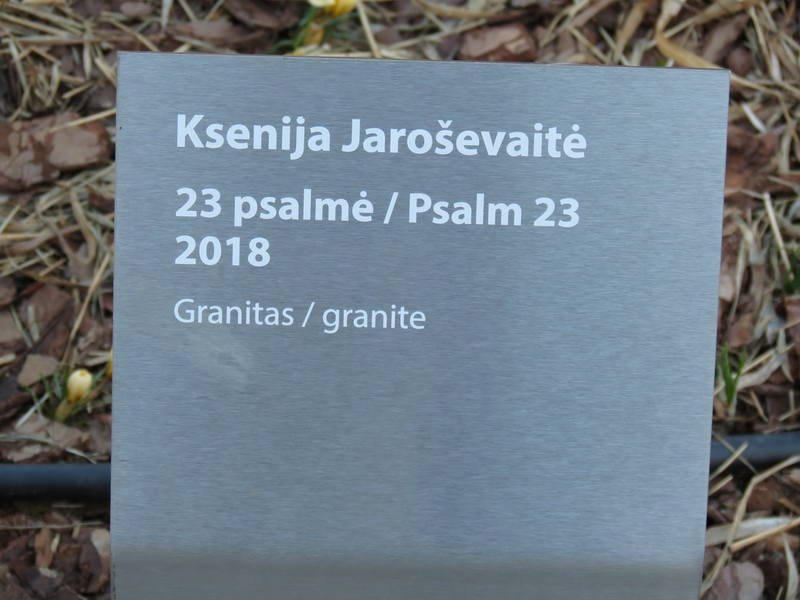 Ksenija Jaroševaitė
23 psalmė / Psalm 23
2018
Granitas / granite